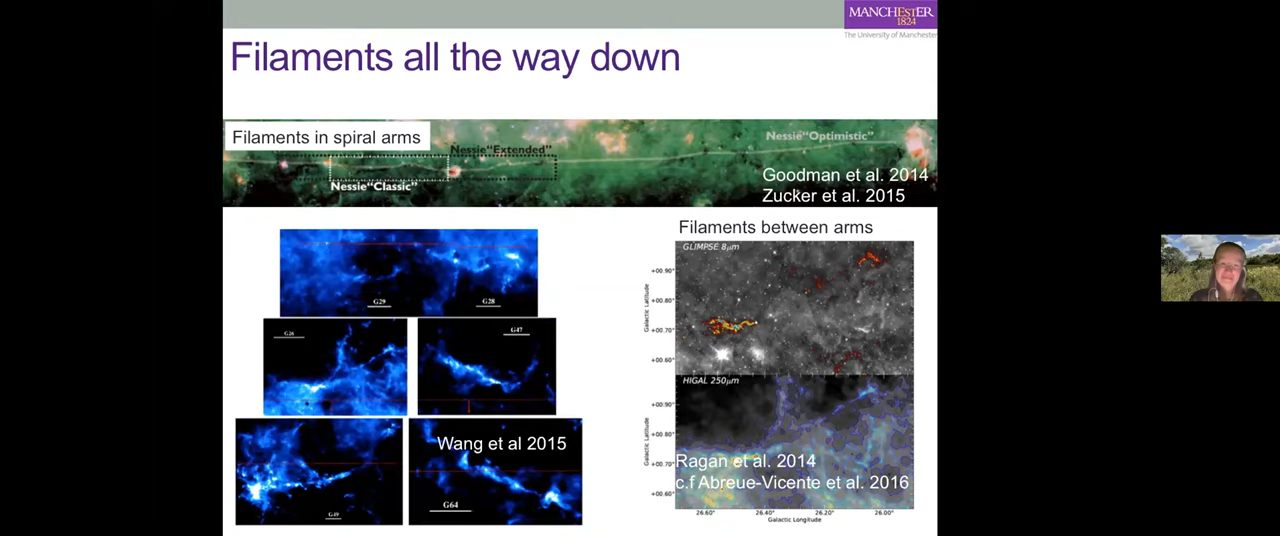 MANCHESTER
1824
The University of Manchester
Filaments all the way down
Filaments in spiral arms
Nessie"Optimistic"
Nessie"Extended"
Nessie"Classic"
Goodman et al. 2014
Zucker et al. 2015
Filaments between arms
G29
G28
G26
G47
Wang et al 2015
G49
G64
GLIMPSE 8μm
+00.90°
+00.80°
+00.70°
+00.60°
Galactic Latitude
HIGAL 250μm
+00.90°
+00.80°
+00.70°
+00.60°
Galactic Latitude
Ragan et al. 2014
c.f Abreue-Vicente et al. 2016
26.60°
26.40°
26.20°
26.00°
Galactic Longitude